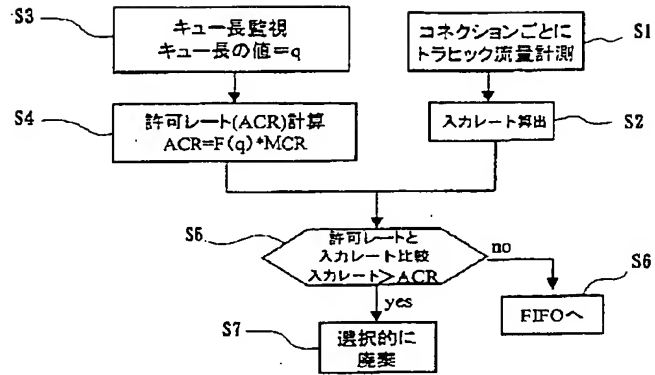 S3
キュー長監視
キュー長の値=q
コネクションごとに
トラヒック流量計測
S1
S4
許可レート(ACR)計算
ACR=F(q)*MCR
入力レート算出
S2
S5
許可レートと
入力レート比較
入力レート>ACR
no
yes
S6
FIFOへ
S7
選択的に
廃棄